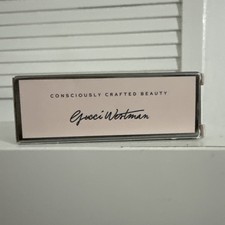 CONSCIOUSLY CRAFTED BEAUTY
Gucci Westman